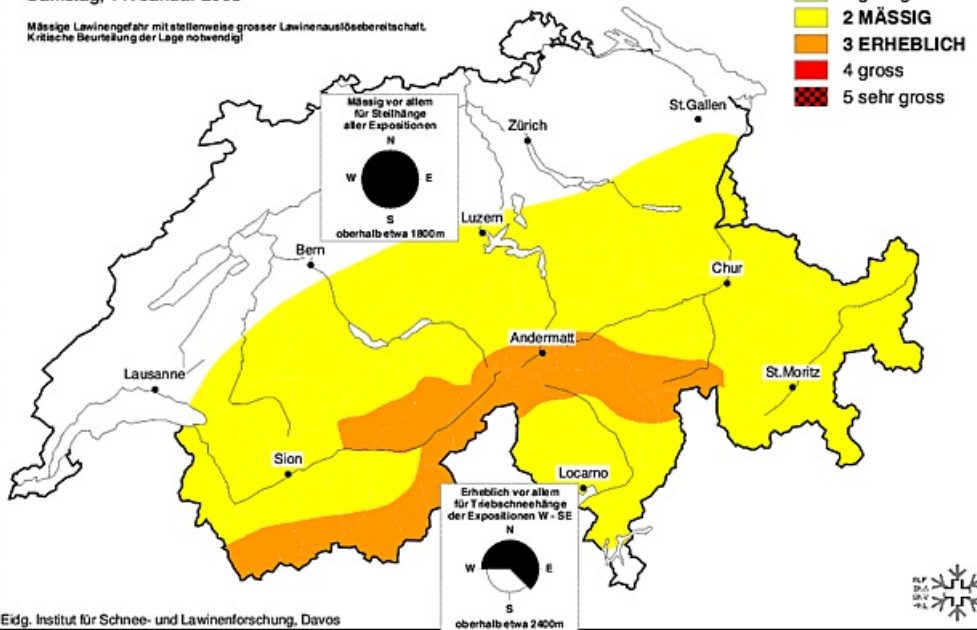 Mässige Lawinengefahr mit stellenweise grosser Lawinenauslösebereitschaft.
Kritische Beurteilung der Lage notwendig!
2 MÄSSIG
3 ERHEBLICH
4 gross
5 sehr gross
Mässig vor allem
für Steilhänge
aller Expositionen
N
W E
S
oberhalb etwa 1800m
St.Gallen
Zürich
Luzern
Bern
Chur
Andermatt
Lausanne
St.Moritz
Sion
Locarno
Erheblich vor allem
für Triebschneehänge
der Expositionen W - SE
N
W E
S
oberhalb etwa 2400m
SLF
Eidg. Institut für Schnee- und Lawinenforschung, Davos